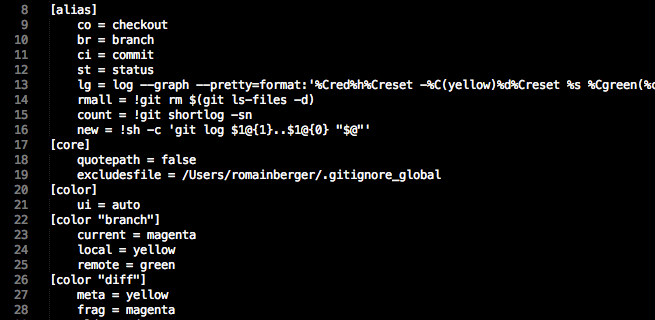 8 [alias]
9 co = checkout
10 br = branch
11 ci = commit
12 st = status
13 lg = log --graph --pretty=format:'%Cred%h%Creset -%C(yellow)%d%Creset %s %Cgreen(%c
14 rmall = !git rm $(git ls-files -d)
15 count = !git shortlog -sn
16 new = !sh -c 'git log $1@{1}..$1@{0} "$@"'
17 [core]
18 quotepath = false
19 excludesfile = /Users/romainberger/.gitignore_global
20 [color]
21 ui = auto
22 [color "branch"]
23 current = magenta
24 local = yellow
25 remote = green
26 [color "diff"]
27 meta = yellow
28 frag = magenta